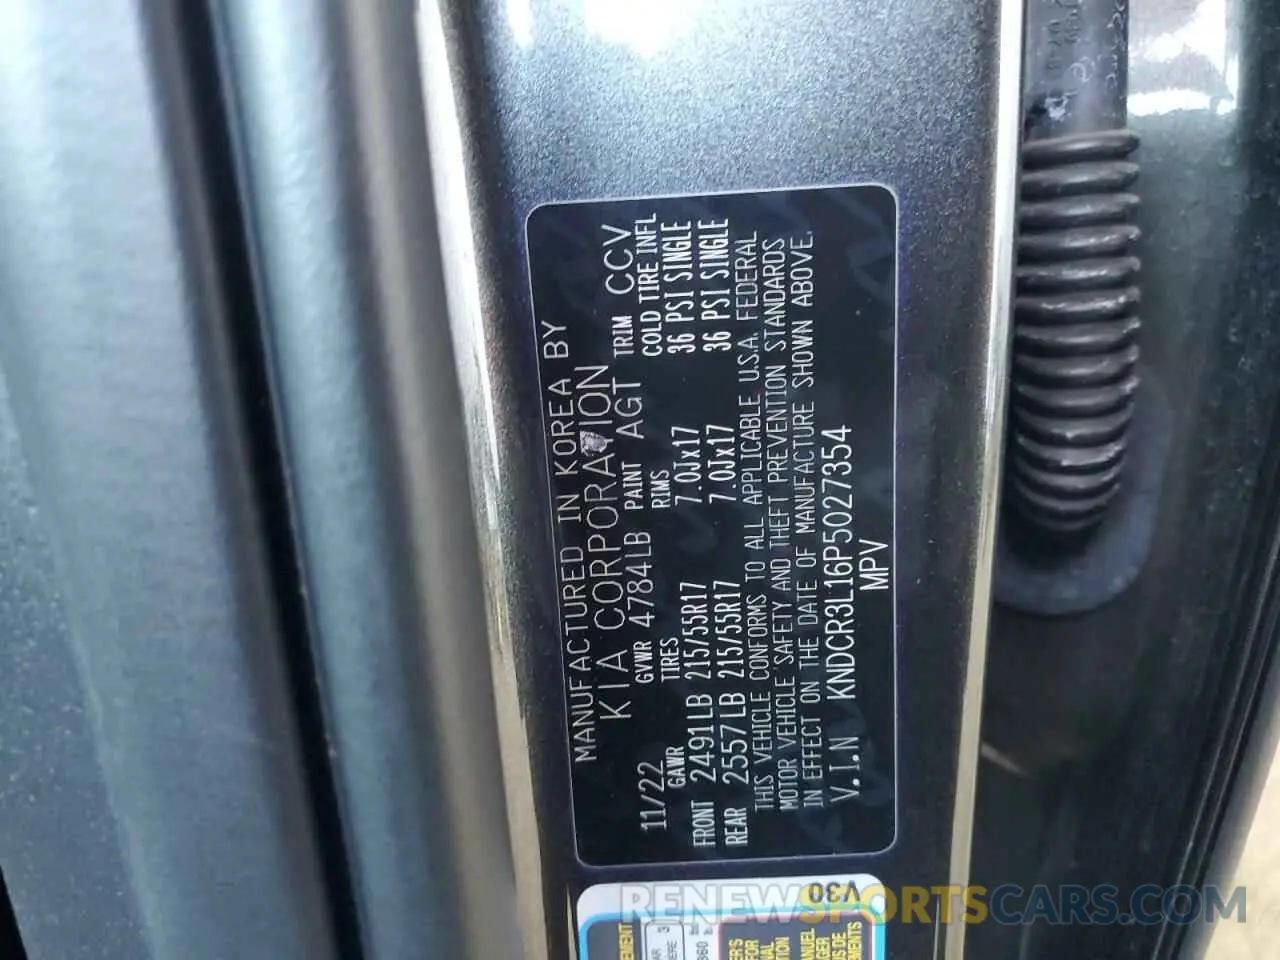 MANUFACTURED IN KOREA BY
KIA CORPORATION
11/22 GVWR 4784LB PAINT AGT TRIM CCV
GAWR TIRES RIMS COLD TIRE INFL
FRONT 2491LB 215/55R17 7.0Jx17 36 PSI SINGLE
REAR 2557LB 215/55R17 7.0Jx17 36 PSI SINGLE
THIS VEHICLE CONFORMS TO ALL APPLICABLE U.S.A. FEDERAL
MOTOR VEHICLE SAFETY AND THEFT PREVENTION STANDARDS
IN EFFECT ON THE DATE OF MANUFACTURE SHOWN ABOVE.
V.I.N KNDCR3L16P5027354
MPV
V30
RENEWSPORTSCARS.COM